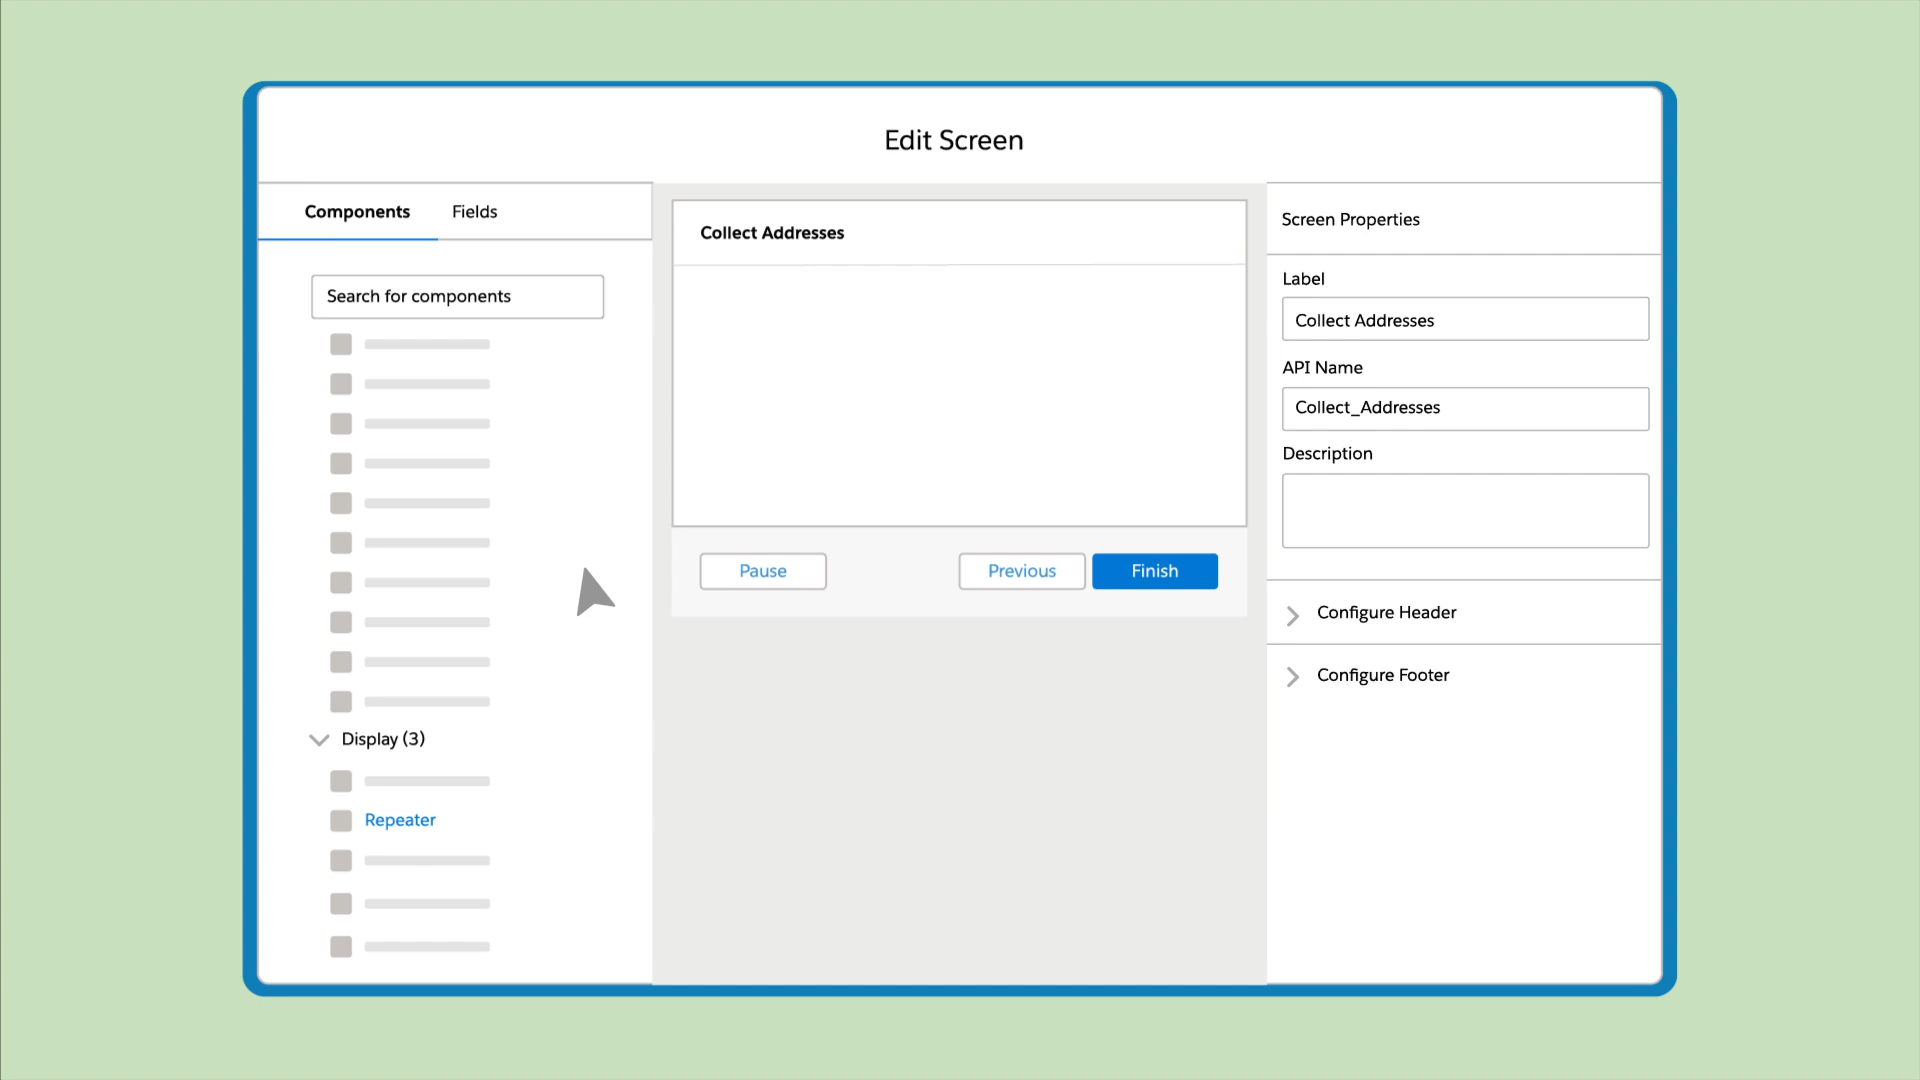 Edit Screen
Components
Fields
Search for components
Display (3)
Repeater
Collect Addresses
Pause
Previous
Finish
Screen Properties
Label
Collect Addresses
API Name
Collect_Addresses
Description
Configure Header
Configure Footer